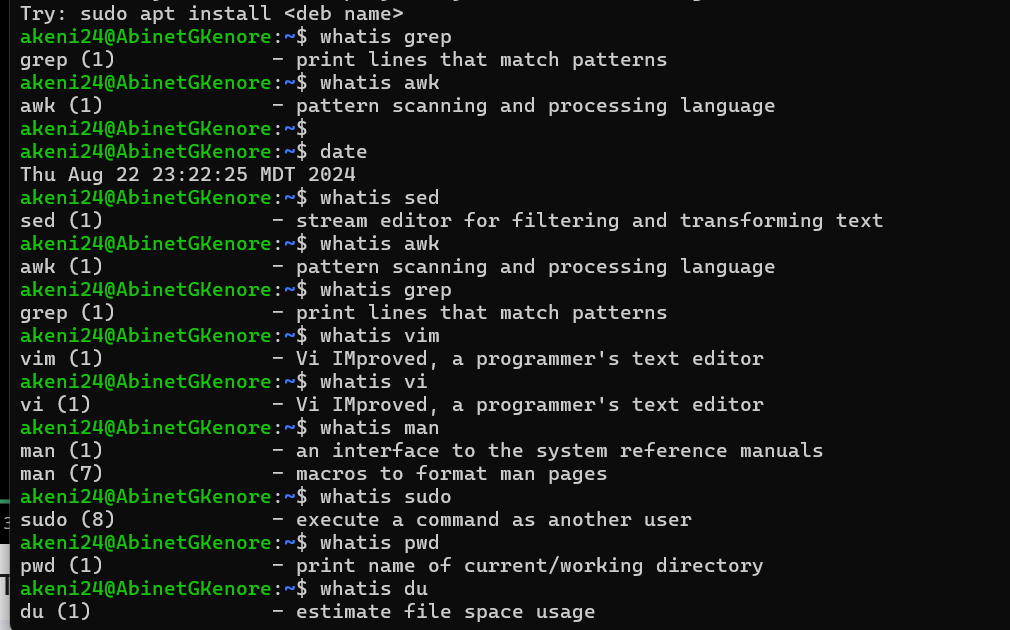 Try: sudo apt install <deb name>
akeni24@AbinetGKenore:~$ whatis grep
grep (1)             - print lines that match patterns
akeni24@AbinetGKenore:~$ whatis awk
awk (1)              - pattern scanning and processing language
akeni24@AbinetGKenore:~$
akeni24@AbinetGKenore:~$ date
Thu Aug 22 23:22:25 MDT 2024
akeni24@AbinetGKenore:~$ whatis sed
sed (1)              - stream editor for filtering and transforming text
akeni24@AbinetGKenore:~$ whatis awk
awk (1)              - pattern scanning and processing language
akeni24@AbinetGKenore:~$ whatis grep
grep (1)             - print lines that match patterns
akeni24@AbinetGKenore:~$ whatis vim
vim (1)              - Vi IMproved, a programmer's text editor
akeni24@AbinetGKenore:~$ whatis vi
vi (1)               - Vi IMproved, a programmer's text editor
akeni24@AbinetGKenore:~$ whatis man
man (1)              - an interface to the system reference manuals
man (7)              - macros to format man pages
akeni24@AbinetGKenore:~$ whatis sudo
sudo (8)             - execute a command as another user
akeni24@AbinetGKenore:~$ whatis pwd
pwd (1)              - print name of current/working directory
akeni24@AbinetGKenore:~$ whatis du
du (1)               - estimate file space usage